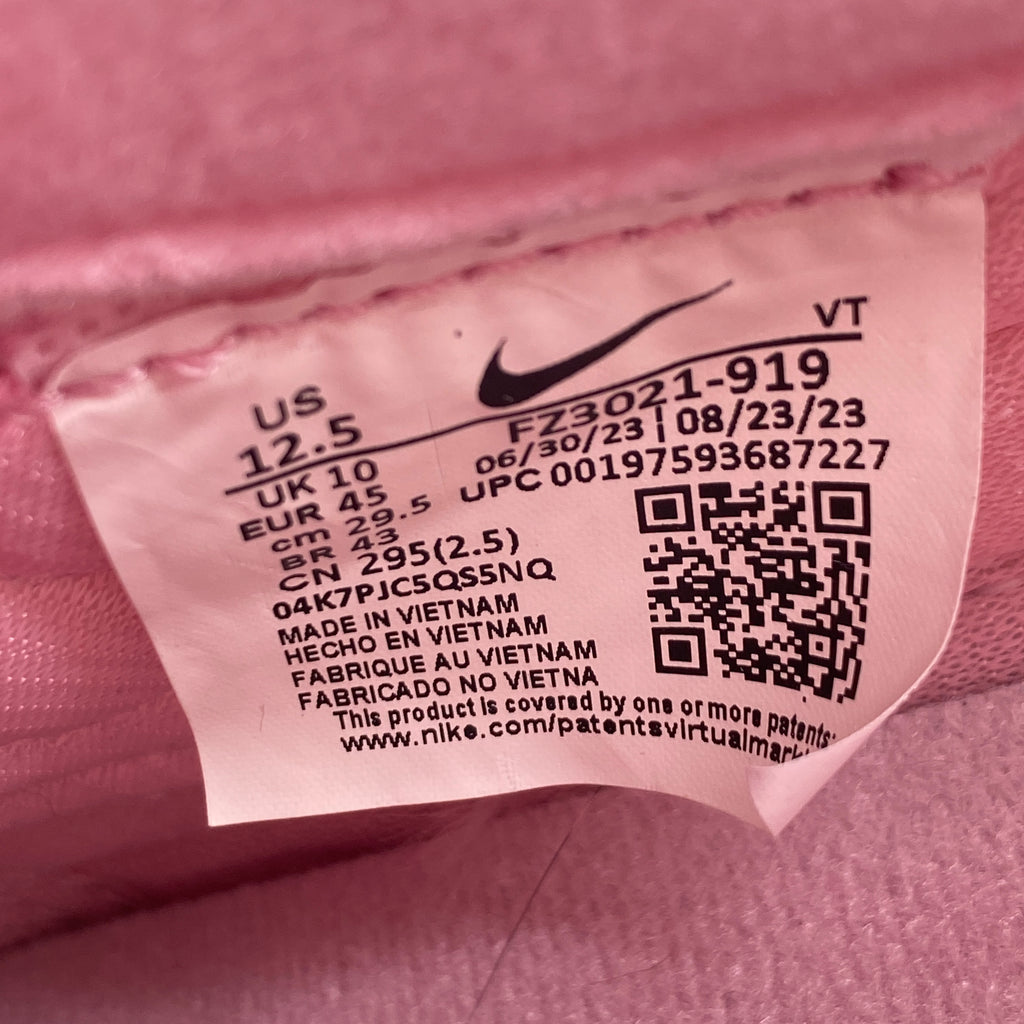 VT
US
12.5
FZ3021-919
UK 10
06/30/23 | 08/23/23
EUR 45
UPC 00197593687227
cm 29.5
BR 43
CN 295(2.5)
04K7PJC5QS5NQ
MADE IN VIETNAM
HECHO EN VIETNAM
FABRIQUE AU VIETNAM
FABRICADO NO VIETNA
This product is covered by one or more patents:
www.nike.com/patentsvirtualmark